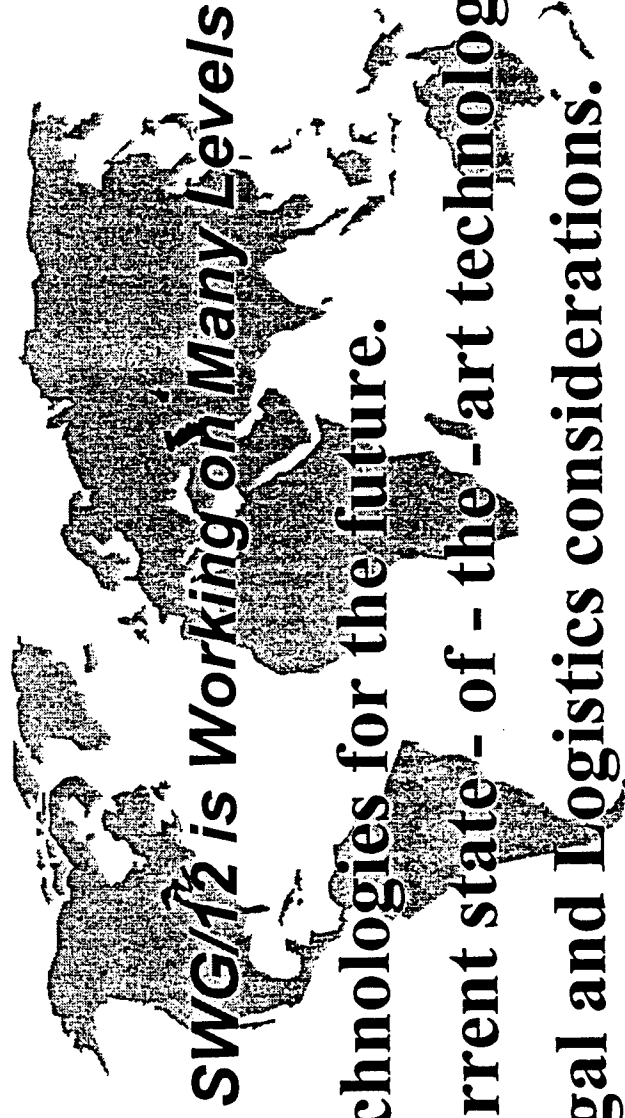 SWG/12 is Working on Many Levels
chnologies for the future.
rrent state - of - the - art technolog
gal and Logistics considerations.